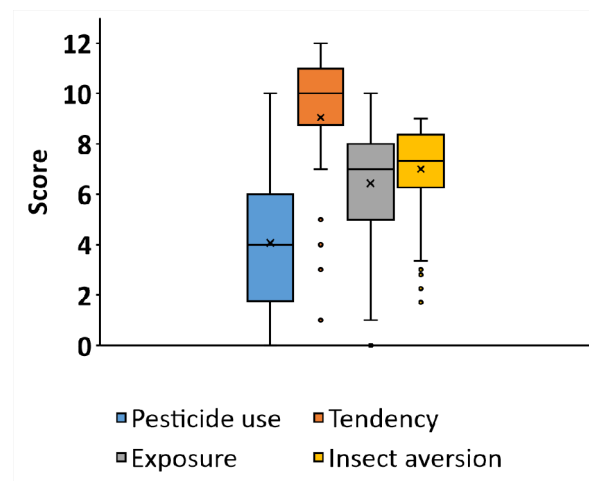 Score
12
10
8
6
4
2
0
Pesticide use
Tendency
Exposure
Insect aversion